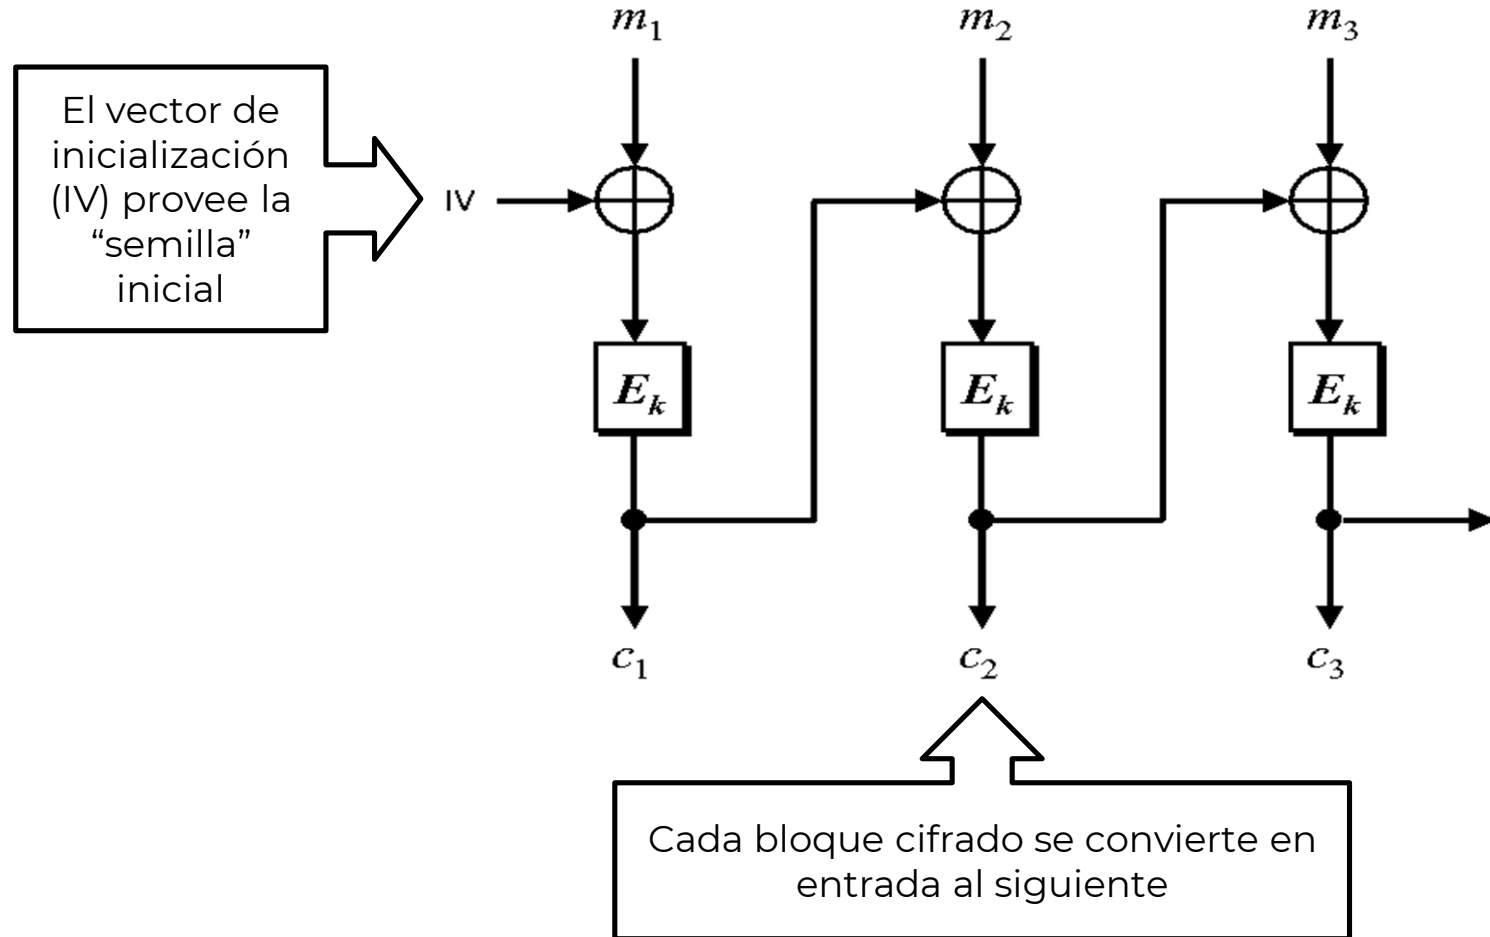 m₁ m₂ m₃
El vector de
inicialización
(IV) provee la
“semilla”
inicial
IV
Eₖ Eₖ Eₖ
c₁ c₂ c₃
Cada bloque cifrado se convierte en
entrada al siguiente